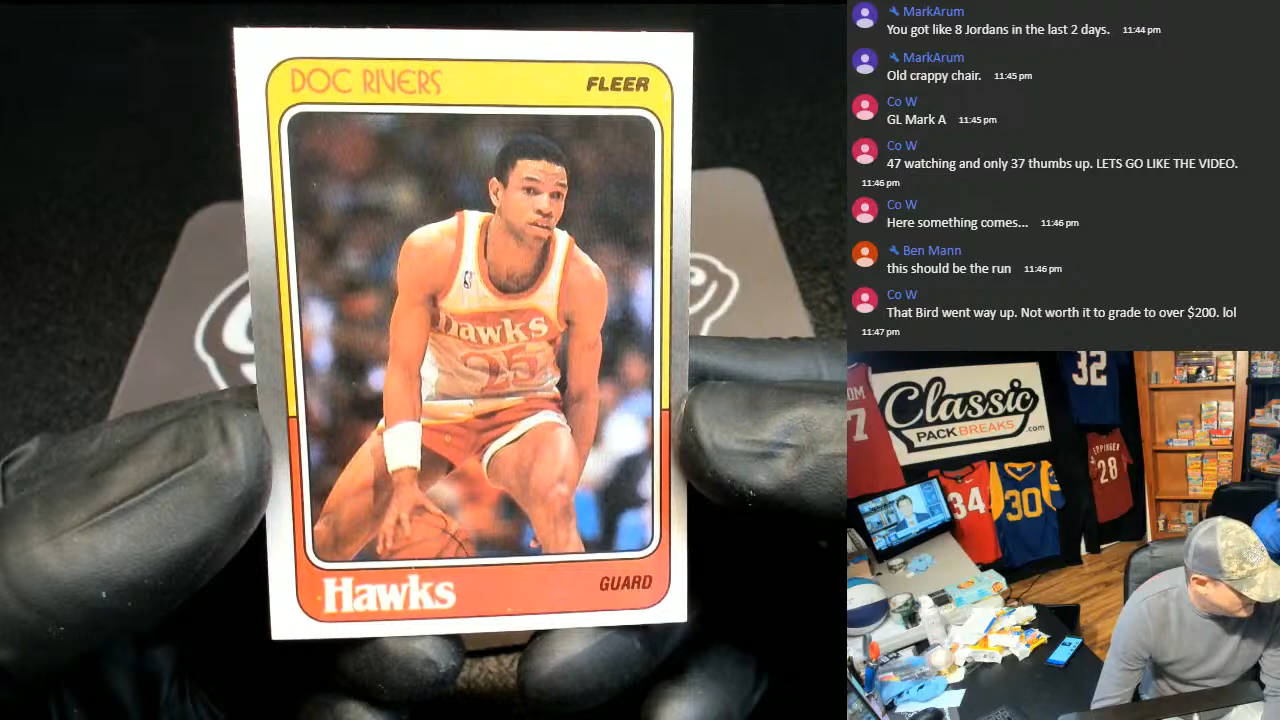 DOC RIVERS
FLEER
Hawks
25
Hawks
GUARD
MarkArum
You got like 8 Jordans in the last 2 days. 11:44 pm
MarkArum
Old crappy chair. 11:45 pm
Co W
GL Mark A 11:45 pm
Co W
47 watching and only 37 thumbs up. LETS GO LIKE THE VIDEO.
11:46 pm
Co W
Here something comes... 11:46 pm
Ben Mann
this should be the run 11:46 pm
Co W
That Bird went way up. Not worth it to grade to over $200. lol
11:47 pm
32
Classic
PACKBREAKS.com
7
34
30
28